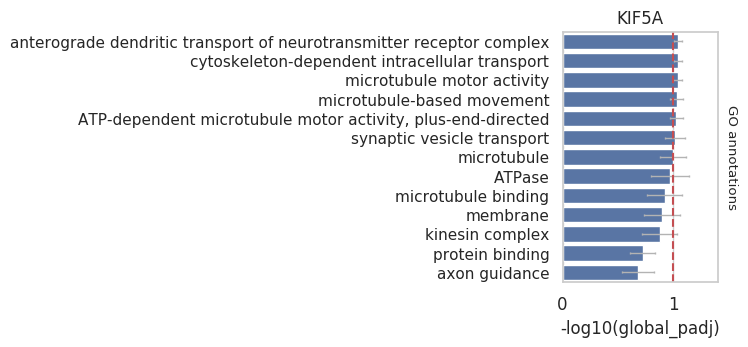 KIF5A
anterograde dendritic transport of neurotransmitter receptor complex
cytoskeleton-dependent intracellular transport
microtubule motor activity
microtubule-based movement
ATP-dependent microtubule motor activity, plus-end-directed
synaptic vesicle transport
microtubule
ATPase
microtubule binding
membrane
kinesin complex
protein binding
axon guidance
GO annotations
0 1
-log10(global_padj)